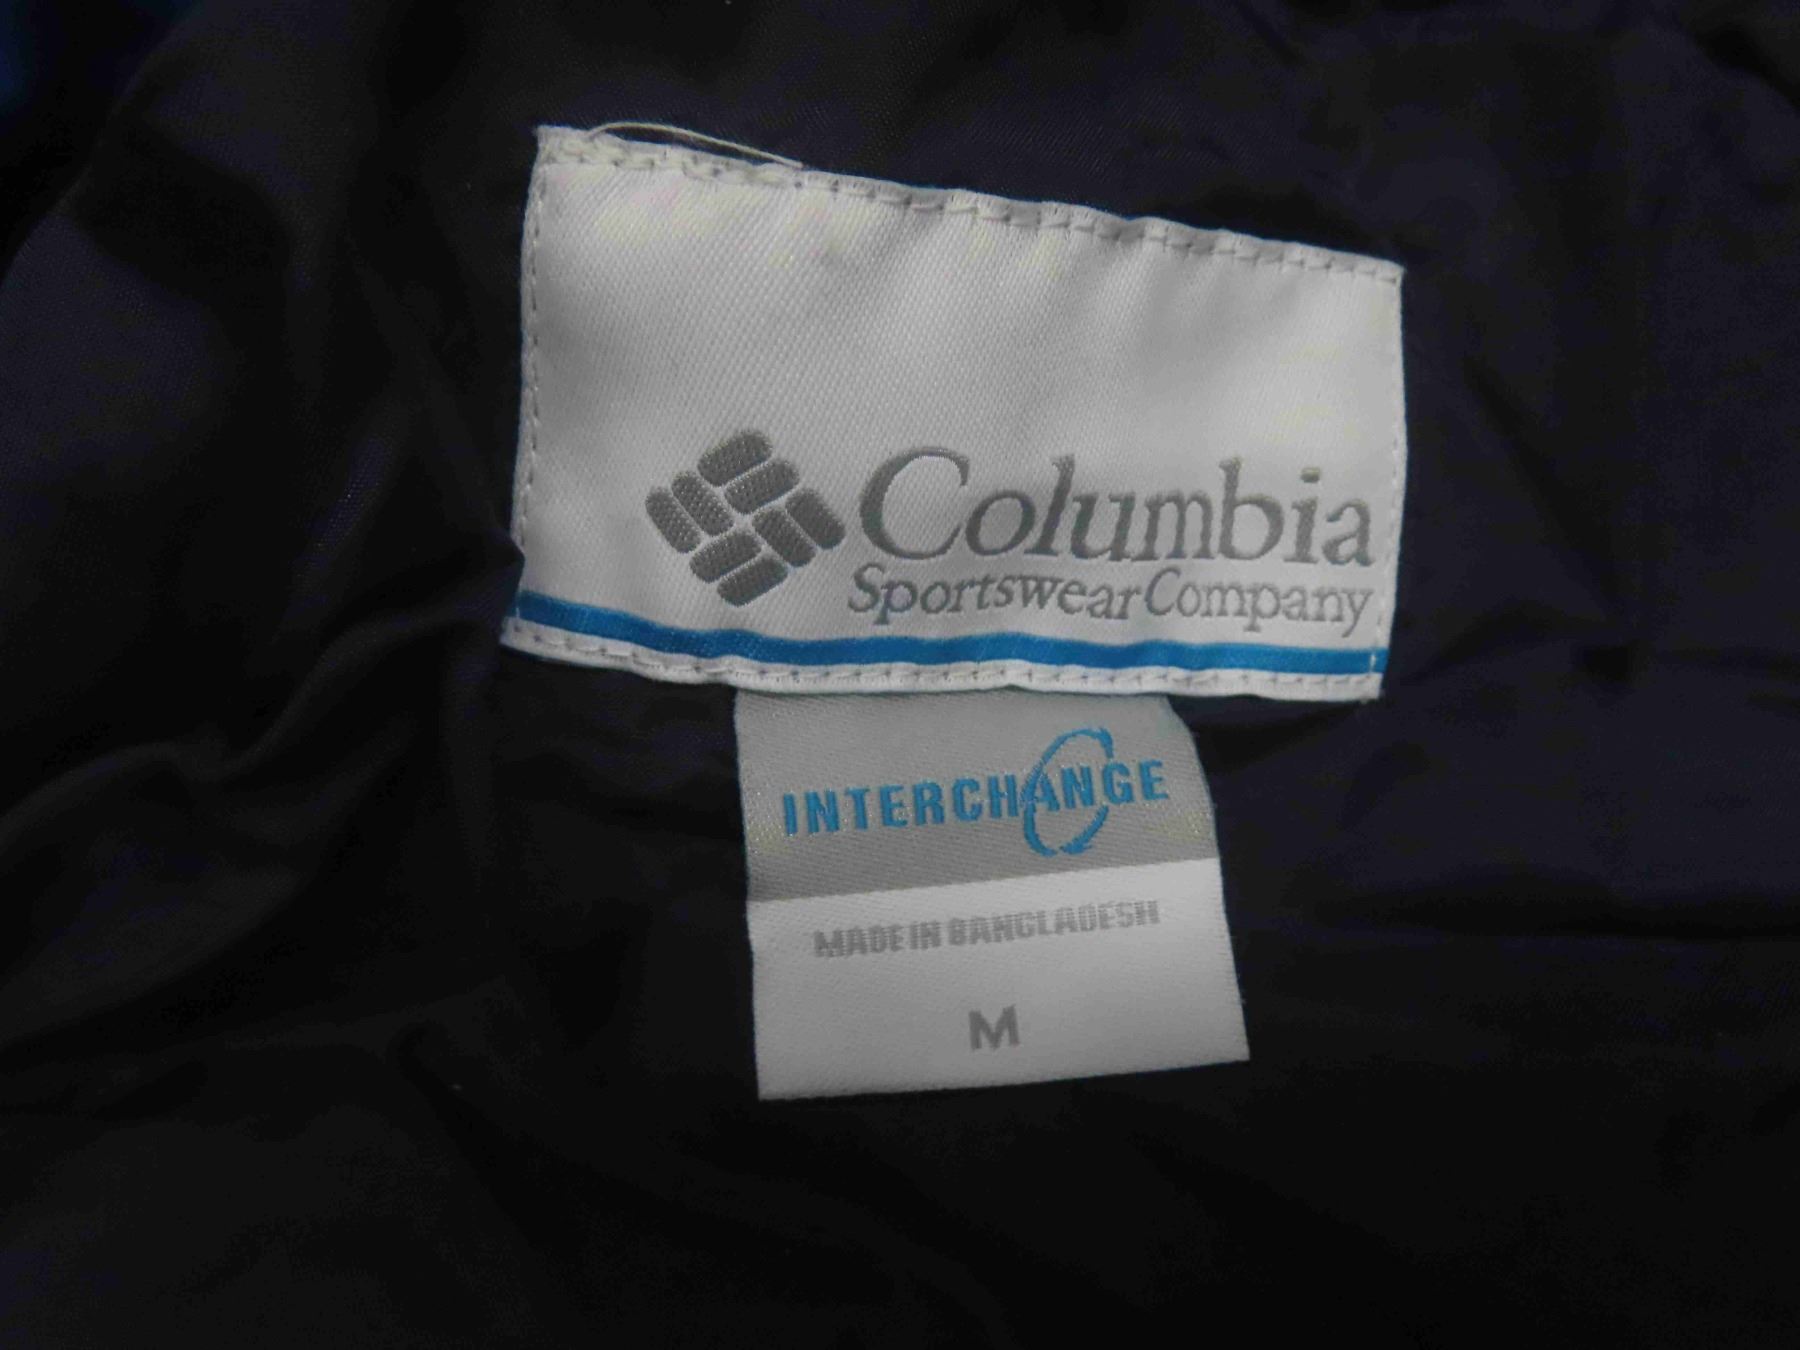 Columbia
Sportswear Company
INTERCHANGE
MADE IN BANGLADESH
M